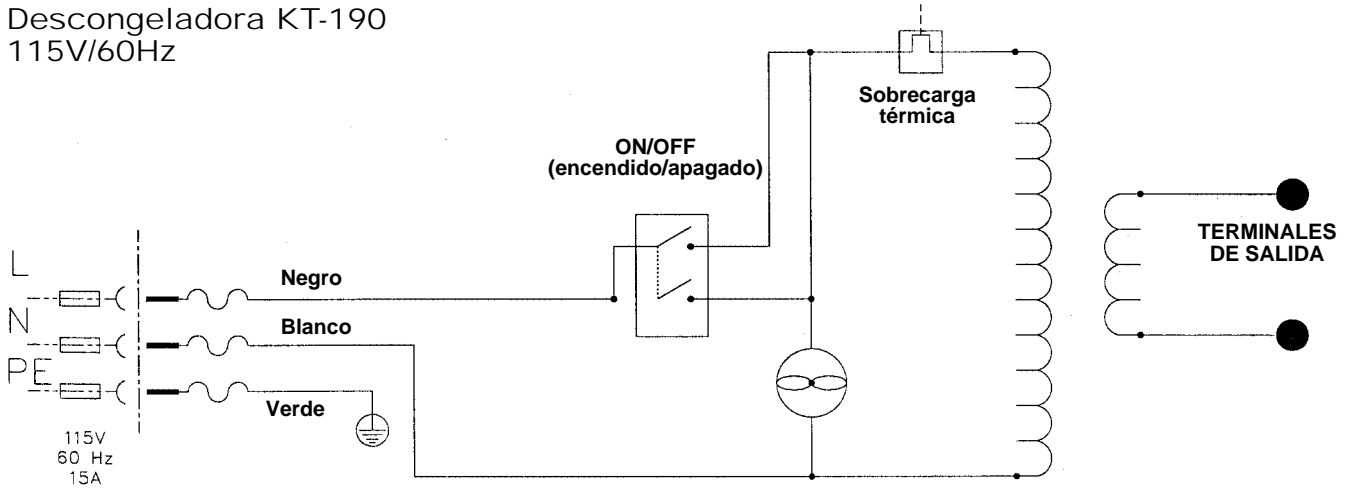 Descongeladora KT-190
115V/60Hz
Sobrecarga
térmica
ON/OFF
(encendido/apagado)
TERMINALES
DE SALIDA
L
Negro
N
Blanco
PE
Verde
115V
60 Hz
15A